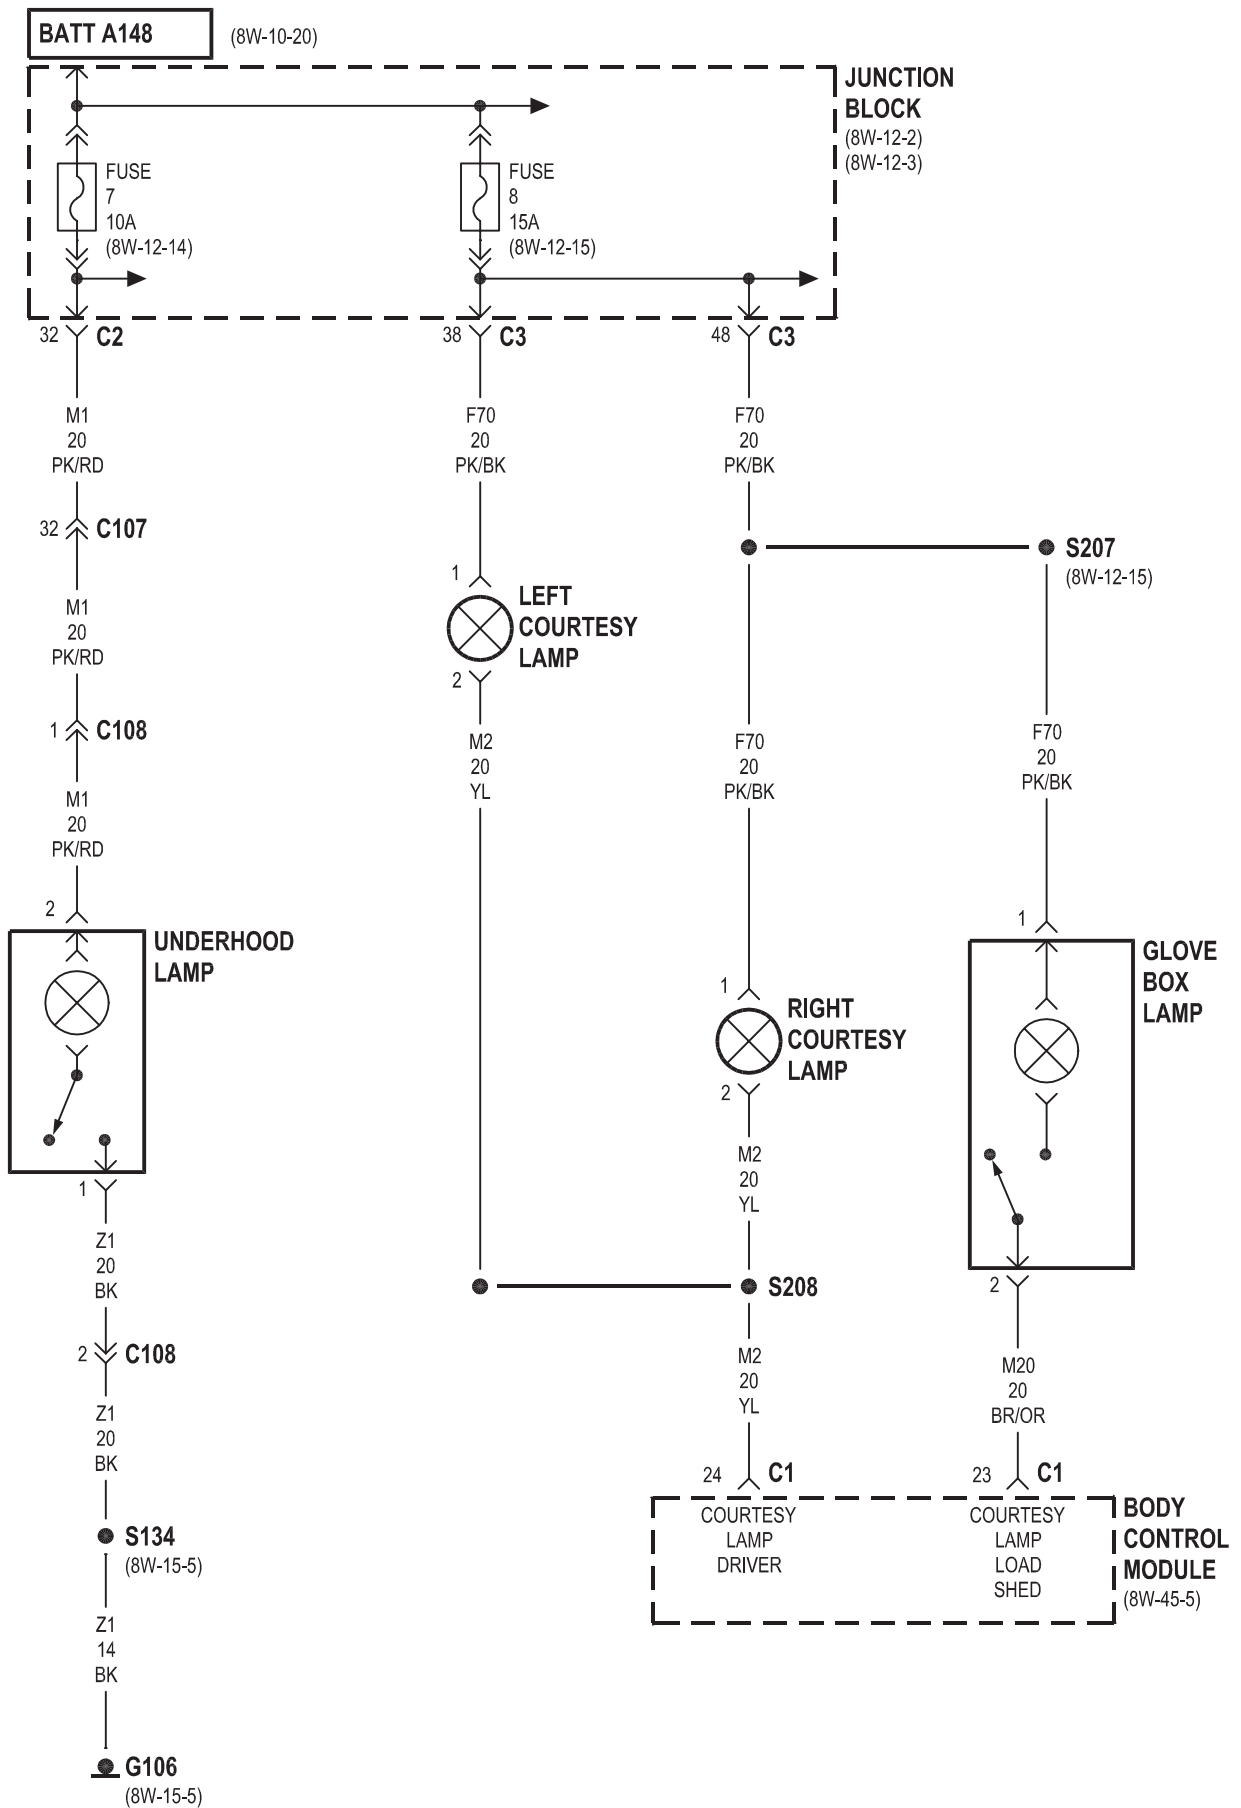 BATT A148
(8W-10-20)
JUNCTION
BLOCK
(8W-12-2)
(8W-12-3)
FUSE
7
10A
(8W-12-14)
FUSE
8
15A
(8W-12-15)
32
C2
38
C3
48
C3
M1
20
PK/RD
F70
20
PK/BK
F70
20
PK/BK
32
C107
S207
(8W-12-15)
M1
20
PK/RD
1
LEFT
COURTESY
LAMP
2
1
C108
M2
20
YL
F70
20
PK/BK
F70
20
PK/BK
M1
20
PK/RD
2
UNDERHOOD
LAMP
1
GLOVE
BOX
LAMP
1
RIGHT
COURTESY
LAMP
2
M2
20
YL
1
Z1
20
BK
S208
2
2
C108
M2
20
YL
M20
20
BR/OR
Z1
20
BK
24
C1
23
C1
COURTESY
LAMP
DRIVER
COURTESY
LAMP
LOAD
SHED
BODY
CONTROL
MODULE
(8W-45-5)
S134
(8W-15-5)
Z1
14
BK
G106
(8W-15-5)